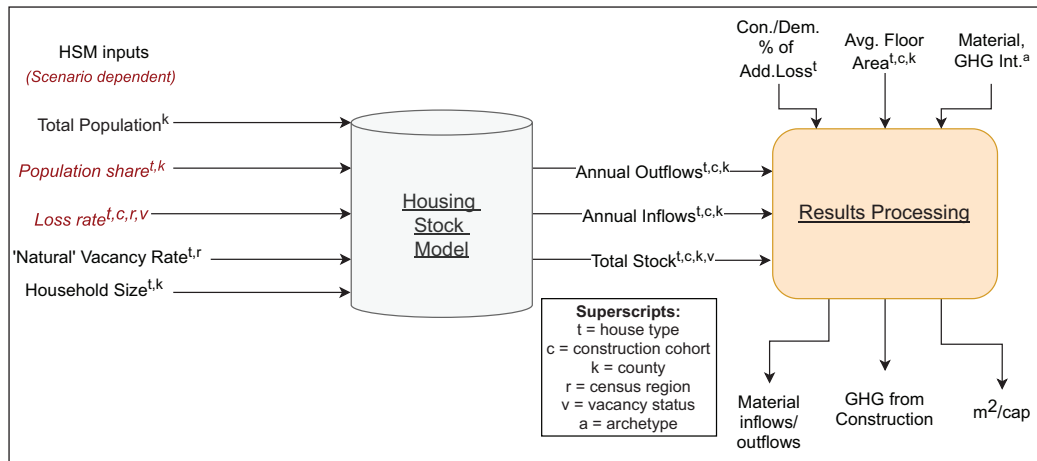 HSM inputs
(Scenario dependent)
Total Population^k
Population share^t,k
Loss rate^t,c,r,v
'Natural' Vacancy Rate^t,r
Household Size^t,k
Housing
Stock
Model
Annual Outflows^t,c,k
Annual Inflows^t,c,k
Total Stock^t,c,k,v
Superscripts:
t = house type
c = construction cohort
k = county
r = census region
v = vacancy status
a = archetype
Con./Dem.
% of
Add.Loss^t
Avg. Floor
Area^t,c,k
Material,
GHG Int.^a
Results Processing
Material
inflows/
outflows
GHG from
Construction
m^2/cap